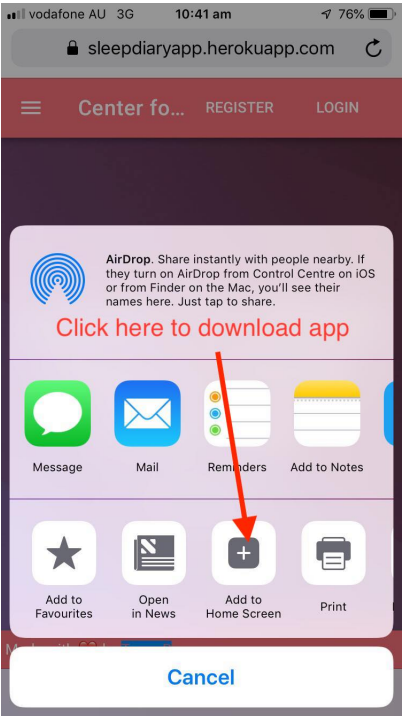 vodafone AU 3G 10:41 am 76%
sleepdiaryapp.herokuapp.com
Center fo... REGISTER LOGIN
AirDrop. Share instantly with people nearby. If
they turn on AirDrop from Control Centre on iOS
or from Finder on the Mac, you'll see their
names here. Just tap to share.
Click here to download app
Message Mail Reminders Add to Notes
Add to Favourites
Open in News
Add to Home Screen
Print
Cancel